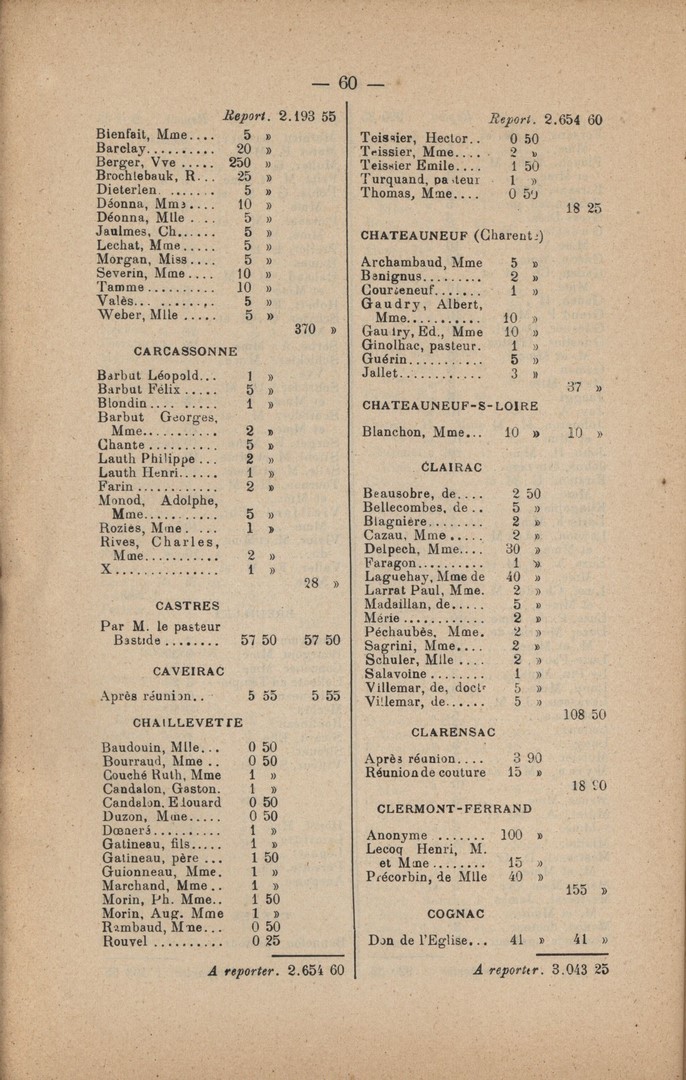 — 60 —
Report. 2.193 55
Bienfait, Mme.... 5 »
Barclay.......... 20 »
Berger, Vve ..... 250 »
Brochlebauk, R... 25 »
Dieterlen. ....... 5 »
Déonna, Mme.... 10 »
Déonna, Mlle . .. 5 »
Jaulmes, Ch...... 5 »
Lechat, Mme..... 5 »
Morgan, Miss.... 5 »
Severin, Mme.... 10 »
Tamme.......... 10 »
Valès... ......,. 5 »
Weber, Mlle ..... 5 »
370 »
CARCASSONNE
Barbut Léopold... 1 »
Barbut Félix ..... 5 »
Blondin.... ..... 1 »
Barbut Georges,
Mme........... 2 »
Chante .......... 5 »
Lauth Philippe ... 2 »
Lauth Henri...... 1 »
Farin ............ 2 »
Monod, Adolphe,
Mme........... 5 »
Roziès, Mme. ... 1 »
Rives, Charles,
Mme........... 2 »
X............... 1 »
28 »
CASTRES
Par M. le pasteur
Bastide ........ 57 50 57 50
CAVEIRAC
Après réunion.. 5 55 5 55
CHAILLEVETTE
Baudouin, Mlle... 0 50
Bourraud, Mme .. 0 50
Couché Ruth, Mme 1 »
Candalon, Gaston. 1 »
Candalon, Edouard 0 50
Duzon, Mme..... 0 50
Dœnerá.......... 1 »
Gatineau, fils..... 1 »
Gatineau, père ... 1 50
Guionneau, Mme. 1 »
Marchand, Mme.. 1 »
Morin, Ph. Mme.. 1 50
Morin, Aug. Mme 1 »
Rambaud, Mme... 0 50
Rouvel .......... 0 25
A reporter. 2.654 60
Report. 2.654 60
Teissier, Hector.. 0 50
Teissier, Mme.... 2 »
Teissier Emile.... 1 50
Turquand, pasteur 1 »
Thomas, Mme.... 0 50
18 25
CHATEAUNEUF (Charente)
Archambaud, Mme 5 »
Benignus......... 2 »
Courteneuf....... 1 »
Gaudry, Albert,
Mme.......... 10 »
Gaudry, Ed., Mme 10 »
Ginolhac, pasteur. 1 »
Guérin........... 5 »
Jallet............ 3 »
37 »
CHATEAUNEUF-S-LOIRE
Blanchon, Mme... 10 » 10 »
CLAIRAC
Beausobre, de.... 2 50
Bellecombes, de .. 5 »
Blagnière........ 2 »
Cazau, Mme ..... 2 »
Delpech, Mme.... 30 »
Faragon.......... 1 »
Laguehay, Mme de 40 »
Larrat Paul, Mme. 2 »
Madaillan, de..... 5 »
Mérie ............ 2 »
Péchaubès, Mme. 2 »
Sagrini, Mme.... 2 »
Schuler, Mlle .... 2 »
Salavoine ........ 1 »
Villemar, de, doct 5 »
Villemar, de...... 5 »
108 50
CLARENSAC
Après réunion.... 3 90
Réunion de couture 15 »
18 90
CLERMONT-FERRAND
Anonyme ....... 100 »
Lecoq Henri, M.
et Mme........ 15 »
Précorbin, de Mlle 40 »
155 »
COGNAC
Don de l'Eglise... 41 » 41 »
A reporter. 3.043 25